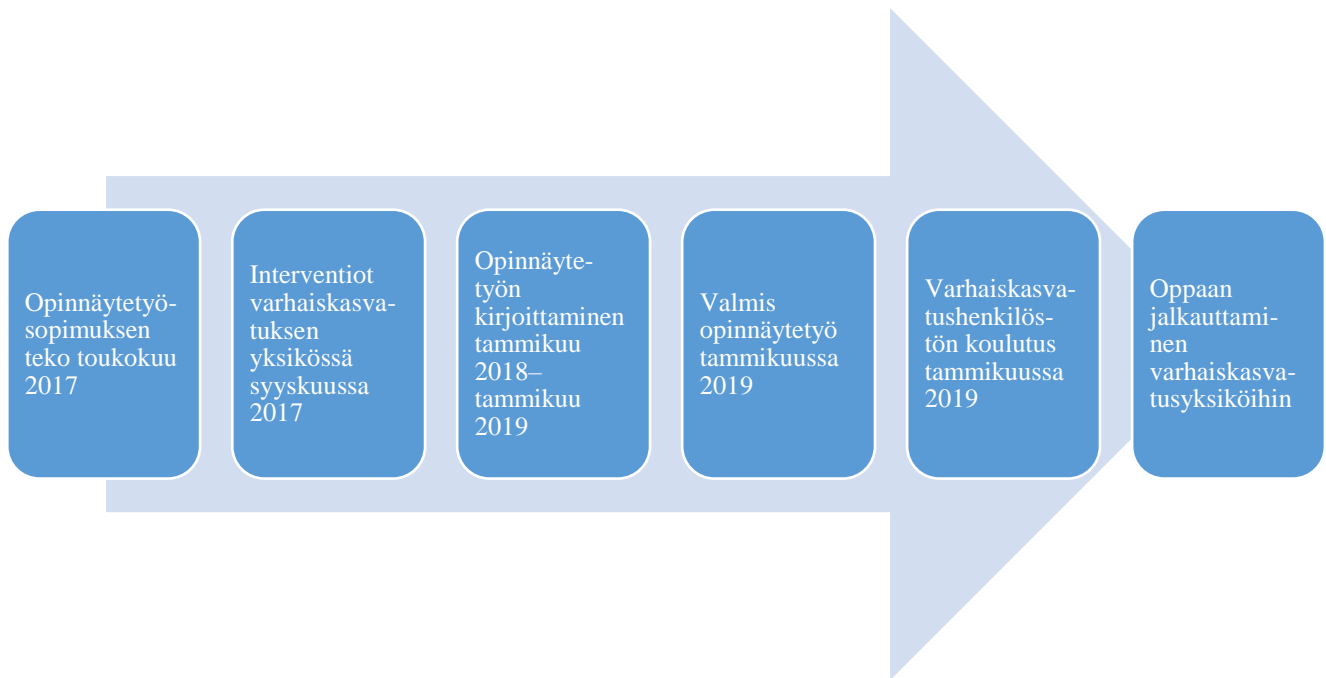 Opinnäytetyö-
sopimuksen
teko toukokuu
2017
Interventiot
varhaiskasva-
tuksen
yksikössä
syyskuussa
2017
Opinnäyte-
työn
kirjoittaminen
tammikuu
2018–
tammikuu
2019
Valmis
opinnäytetyö
tammikuussa
2019
Varhaiskasva-
tushenkilös-
tön koulutus
tammikuussa
2019
Oppaan
jalkauttami-
nen
varhaiskasva-
tusyksiköihin